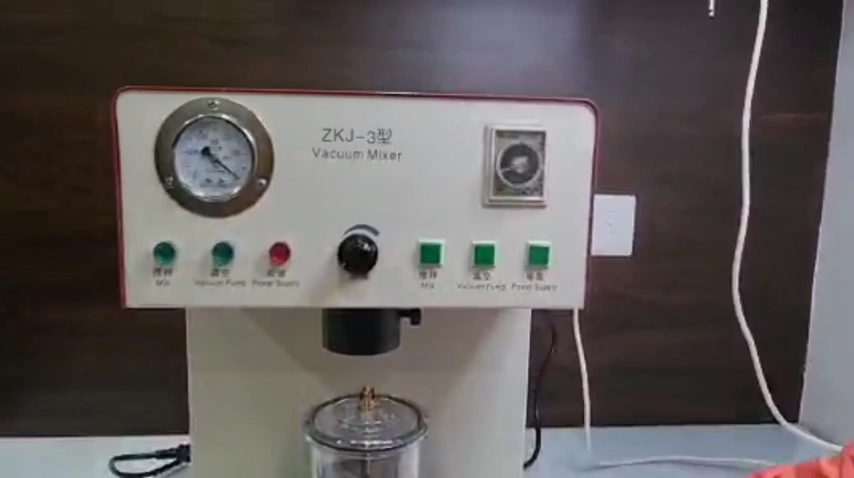 ZKJ-3型
Vacuum Mixer
搅拌
真空
电源
Mix
Vacuum Pump
Power Supply
搅拌
真空
电源
Mix
Vacuum Pump
Power Supply